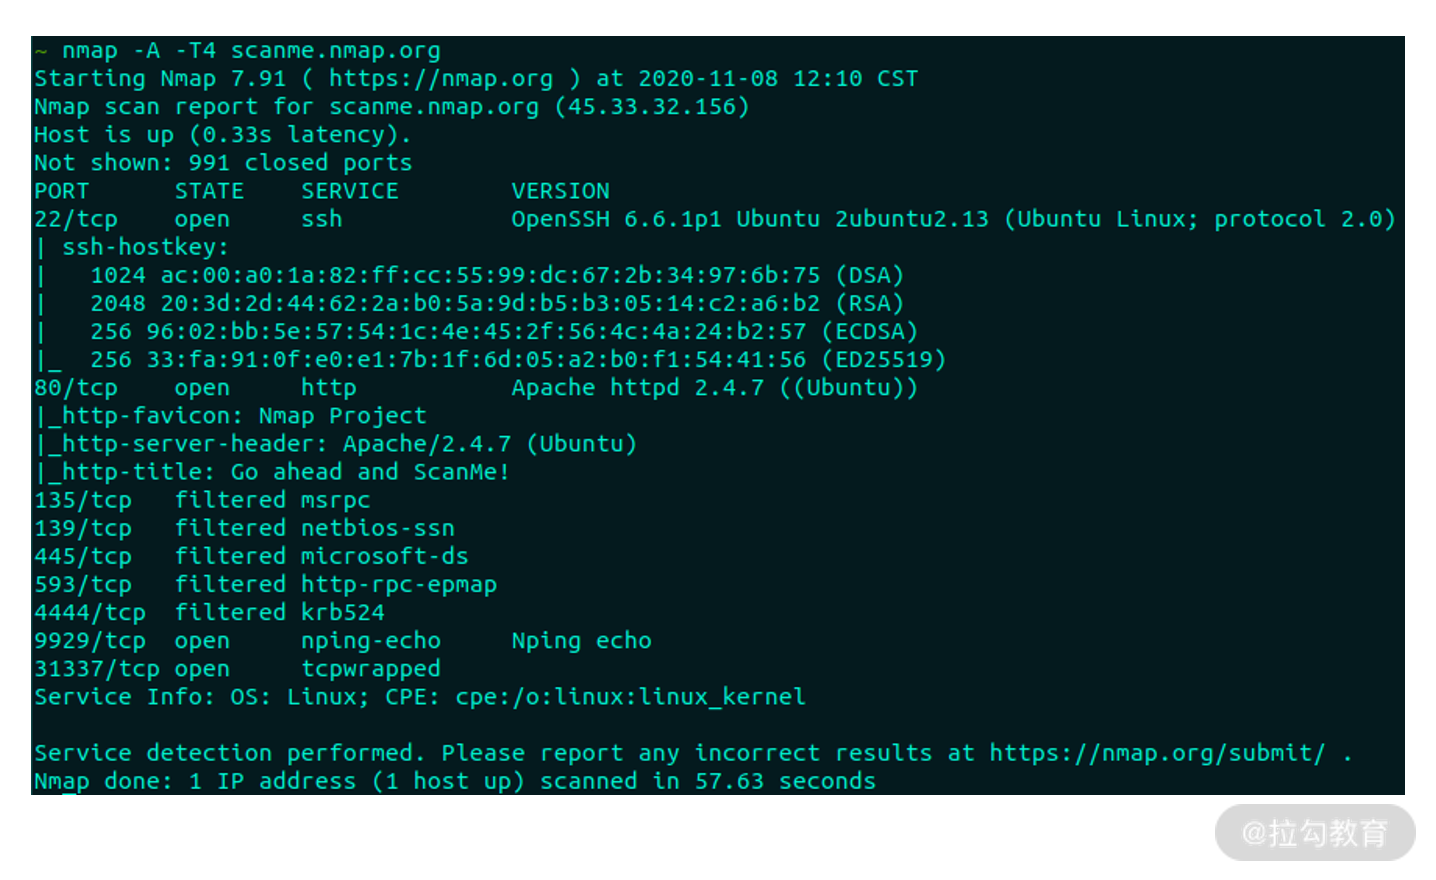 ~ nmap -A -T4 scanme.nmap.org
Starting Nmap 7.91 ( https://nmap.org ) at 2020-11-08 12:10 CST
Nmap scan report for scanme.nmap.org (45.33.32.156)
Host is up (0.33s latency).
Not shown: 991 closed ports
PORT      STATE    SERVICE        VERSION
22/tcp    open     ssh            OpenSSH 6.6.1p1 Ubuntu 2ubuntu2.13 (Ubuntu Linux; protocol 2.0)
| ssh-hostkey:
|   1024 ac:00:a0:1a:82:ff:cc:55:99:dc:67:2b:34:97:6b:75 (DSA)
|   2048 20:3d:2d:44:62:2a:b0:5a:9d:b5:b3:05:14:c2:a6:b2 (RSA)
|   256 96:02:bb:5e:57:54:1c:4e:45:2f:56:4c:4a:24:b2:57 (ECDSA)
|_  256 33:fa:91:0f:e0:e1:7b:1f:6d:05:a2:b0:f1:54:41:56 (ED25519)
80/tcp    open     http           Apache httpd 2.4.7 ((Ubuntu))
|_http-favicon: Nmap Project
|_http-server-header: Apache/2.4.7 (Ubuntu)
|_http-title: Go ahead and ScanMe!
135/tcp   filtered msrpc
139/tcp   filtered netbios-ssn
445/tcp   filtered microsoft-ds
593/tcp   filtered http-rpc-epmap
4444/tcp  filtered krb524
9929/tcp  open     nping-echo     Nping echo
31337/tcp open     tcpwrapped
Service Info: OS: Linux; CPE: cpe:/o:linux:linux_kernel

Service detection performed. Please report any incorrect results at https://nmap.org/submit/ .
Nmap done: 1 IP address (1 host up) scanned in 57.63 seconds
@拉勾教育